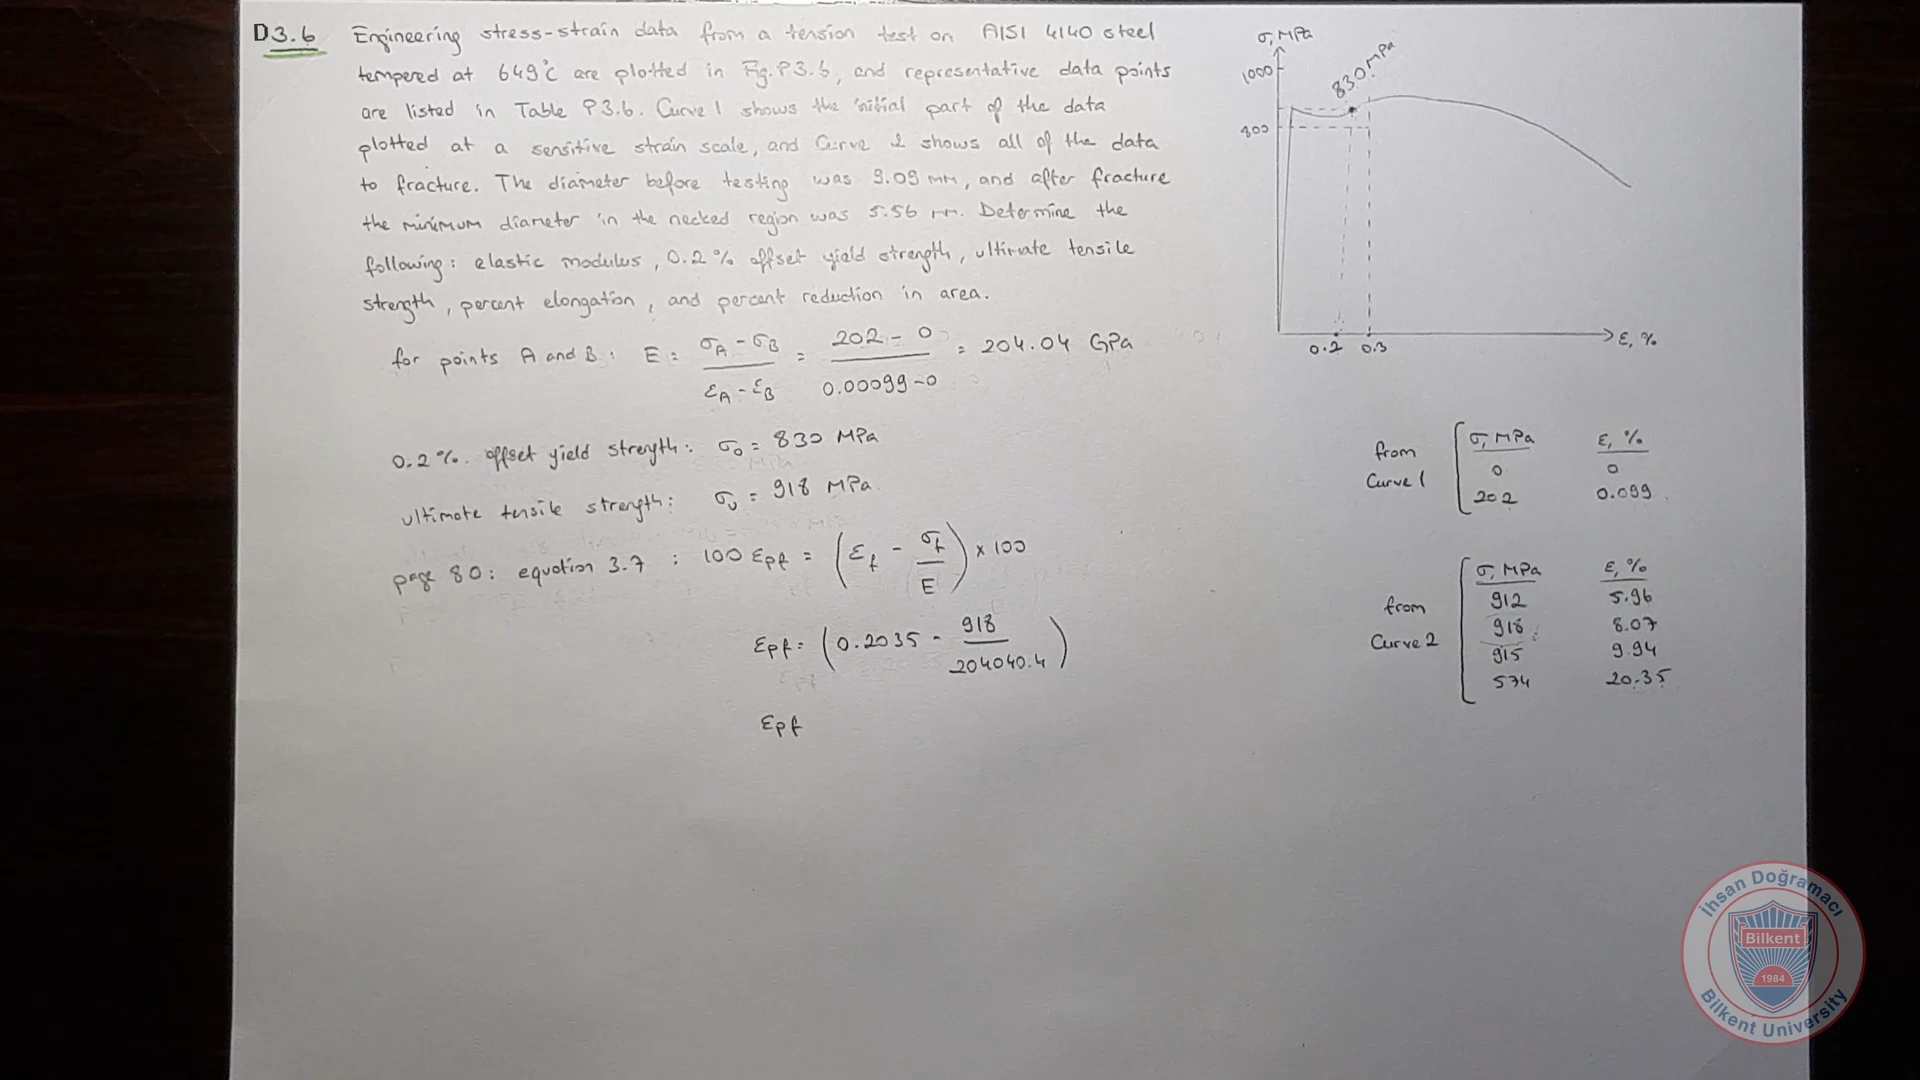 D3.6 Engineering stress-strain data from a tension test on AISI 4140 steel
tempered at 649°C are plotted in Fig. P3.6, and representative data points
are listed in Table P3.6. Curve 1 shows the initial part of the data
plotted at a sensitive strain scale, and Curve 2 shows all of the data
to fracture. The diameter before testing was 9.09 mm, and after fracture
the minimum diameter in the necked region was 5.56 mm. Determine the
following: elastic modulus, 0.2% offset yield strength, ultimate tensile
strength, percent elongation, and percent reduction in area.
for points A and B: E = (σA - σB) / (εA - εB) = (202 - 0) / (0.00099 - 0) = 204.04 GPa
0.2%. offset yield strength: σo = 830 MPa
ultimate tensile strength: σu = 918 MPa.
page 80: equation 3.7 : 100 εpf = (εf - σf / E) × 100
εpf = (0.2035 - 918 / 204040.4)
εpf
σ, MPa
1000
830 MPa
800
0.2 0.3
ε, %
from Curve 1
σ, MPa ε, %
0 0
202 0.099
from Curve 2
σ, MPa ε, %
912 5.96
918 8.07
915 9.94
574 20.35
İhsan Doğramacı
Bilkent
1984
Bilkent University